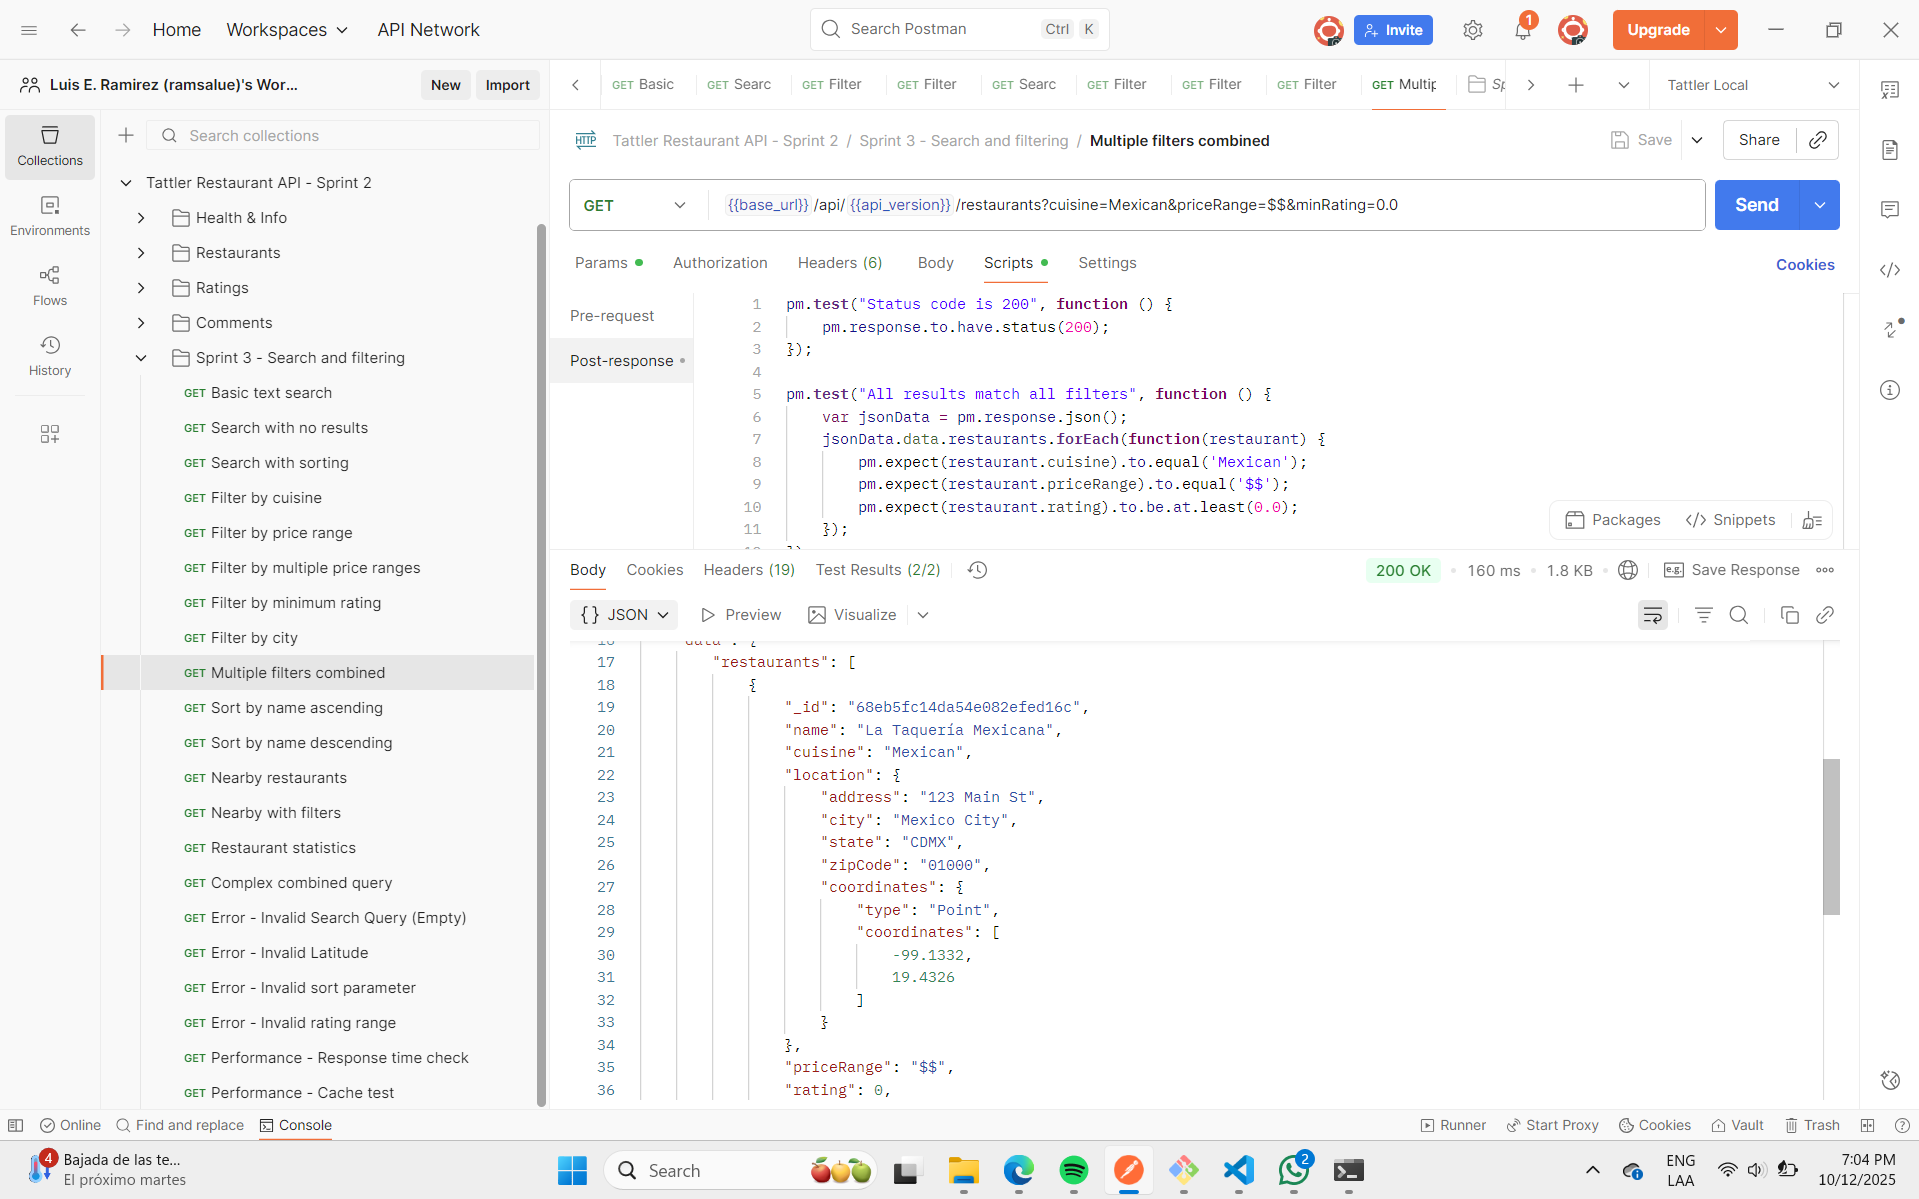 Home
Workspaces
API Network
Search Postman
Ctrl
K
Invite
1
Upgrade
Luis E. Ramirez (ramsalue)'s Wor...
New
Import
GET Basic
GET Searc
GET Filter
GET Filter
GET Searc
GET Filter
GET Filter
GET Filter
GET Multip
Sp
Tattler Local
Collections
Environments
Flows
History
Search collections
Tattler Restaurant API - Sprint 2
Health & Info
Restaurants
Ratings
Comments
Sprint 3 - Search and filtering
GET Basic text search
GET Search with no results
GET Search with sorting
GET Filter by cuisine
GET Filter by price range
GET Filter by multiple price ranges
GET Filter by minimum rating
GET Filter by city
GET Multiple filters combined
GET Sort by name ascending
GET Sort by name descending
GET Nearby restaurants
GET Nearby with filters
GET Restaurant statistics
GET Complex combined query
GET Error - Invalid Search Query (Empty)
GET Error - Invalid Latitude
GET Error - Invalid sort parameter
GET Error - Invalid rating range
GET Performance - Response time check
GET Performance - Cache test
HTTP
Tattler Restaurant API - Sprint 2 / Sprint 3 - Search and filtering / Multiple filters combined
Save
Share
GET
{{base_url}} /api/ {{api_version}} /restaurants?cuisine=Mexican&priceRange=$$&minRating=0.0
Send
Params
Authorization
Headers (6)
Body
Scripts
Settings
Cookies
Pre-request
Post-response
1 pm.test("Status code is 200", function () {
2 pm.response.to.have.status(200);
3 });
4
5 pm.test("All results match all filters", function () {
6 var jsonData = pm.response.json();
7 jsonData.data.restaurants.forEach(function(restaurant) {
8 pm.expect(restaurant.cuisine).to.equal('Mexican');
9 pm.expect(restaurant.priceRange).to.equal('$$');
10 pm.expect(restaurant.rating).to.be.at.least(0.0);
11 });
Packages
Snippets
Body
Cookies
Headers (19)
Test Results (2/2)
200 OK
160 ms
1.8 KB
e.g.
Save Response
{} JSON
Preview
Visualize
16 "data": {
17 "restaurants": [
18 {
19 "_id": "68eb5fc14da54e082efed16c",
20 "name": "La Taquería Mexicana",
21 "cuisine": "Mexican",
22 "location": {
23 "address": "123 Main St",
24 "city": "Mexico City",
25 "state": "CDMX",
26 "zipCode": "01000",
27 "coordinates": {
28 "type": "Point",
29 "coordinates": [
30 -99.1332,
31 19.4326
32 ]
33 }
34 },
35 "priceRange": "$$",
36 "rating": 0,
Online
Find and replace
Console
Runner
Start Proxy
Cookies
Vault
Trash
4
Bajada de las te...
El próximo martes
Search
2
ENG
LAA
7:04 PM
10/12/2025